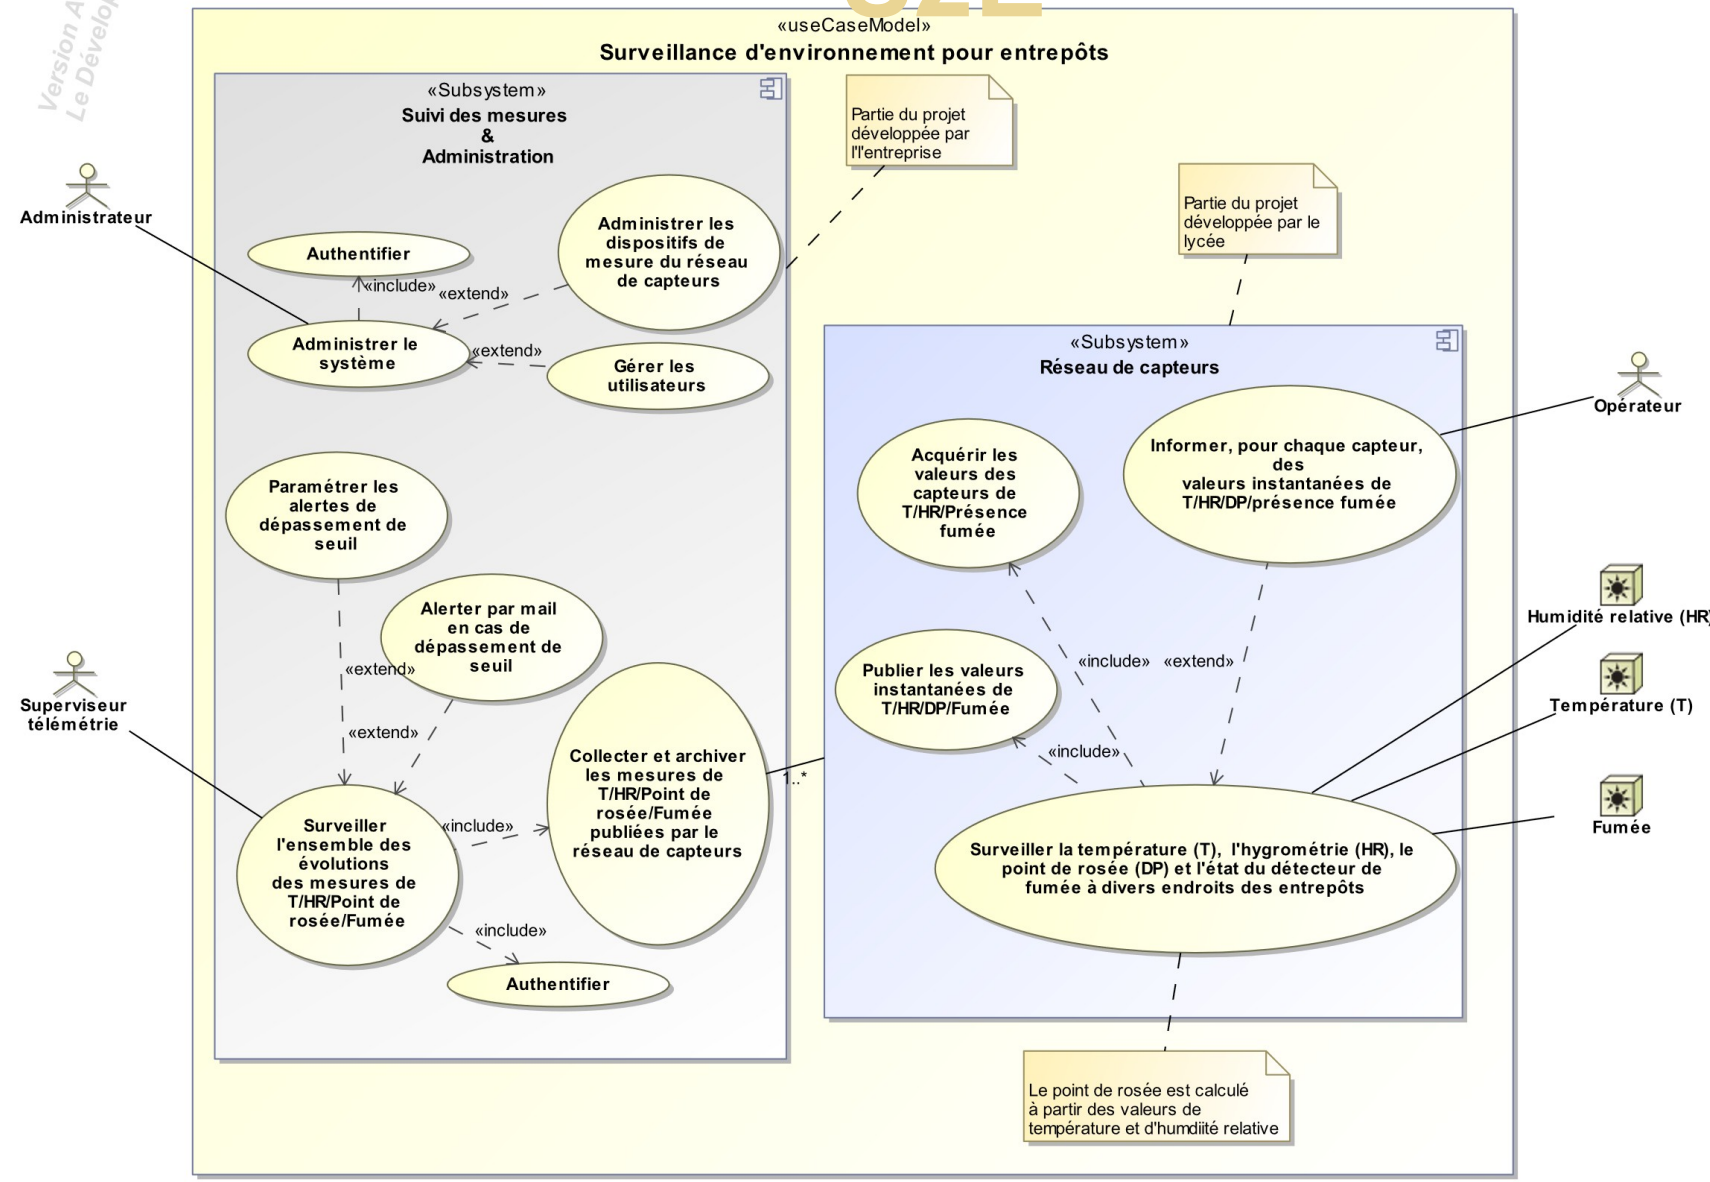 Version A
Le Dévelop
«useCaseModel»
Surveillance d'environnement pour entrepôts
«Subsystem»
Suivi des mesures
&
Administration
Partie du projet
développée par
l'l'entreprise
Partie du projet
développée par le
lycée
Administrateur
Authentifier
Administrer les
dispositifs de
mesure du réseau
de capteurs
«include»
«extend»
Administrer le
système
«extend»
Gérer les
utilisateurs
«Subsystem»
Réseau de capteurs
Opérateur
Acquérir les
valeurs des
capteurs de
T/HR/Présence
fumée
Informer, pour chaque capteur,
des
valeurs instantanées de
T/HR/DP/présence fumée
Paramétrer les
alertes de
dépassement de
seuil
Alerter par mail
en cas de
dépassement de
seuil
«extend»
«extend»
Superviseur
télémétrie
Publier les valeurs
instantanées de
T/HR/DP/Fumée
«include»
«extend»
«include»
Humidité relative (HR)
Température (T)
Fumée
Collecter et archiver
les mesures de
T/HR/Point de
rosée/Fumée
publiées par le
réseau de capteurs
1..*
Surveiller
l'ensemble des
évolutions
des mesures de
T/HR/Point de
rosée/Fumée
«include»
«include»
Authentifier
Surveiller la température (T), l'hygrométrie (HR), le
point de rosée (DP) et l'état du détecteur de
fumée à divers endroits des entrepôts
Le point de rosée est calculé
à partir des valeurs de
température et d'humdiité relative